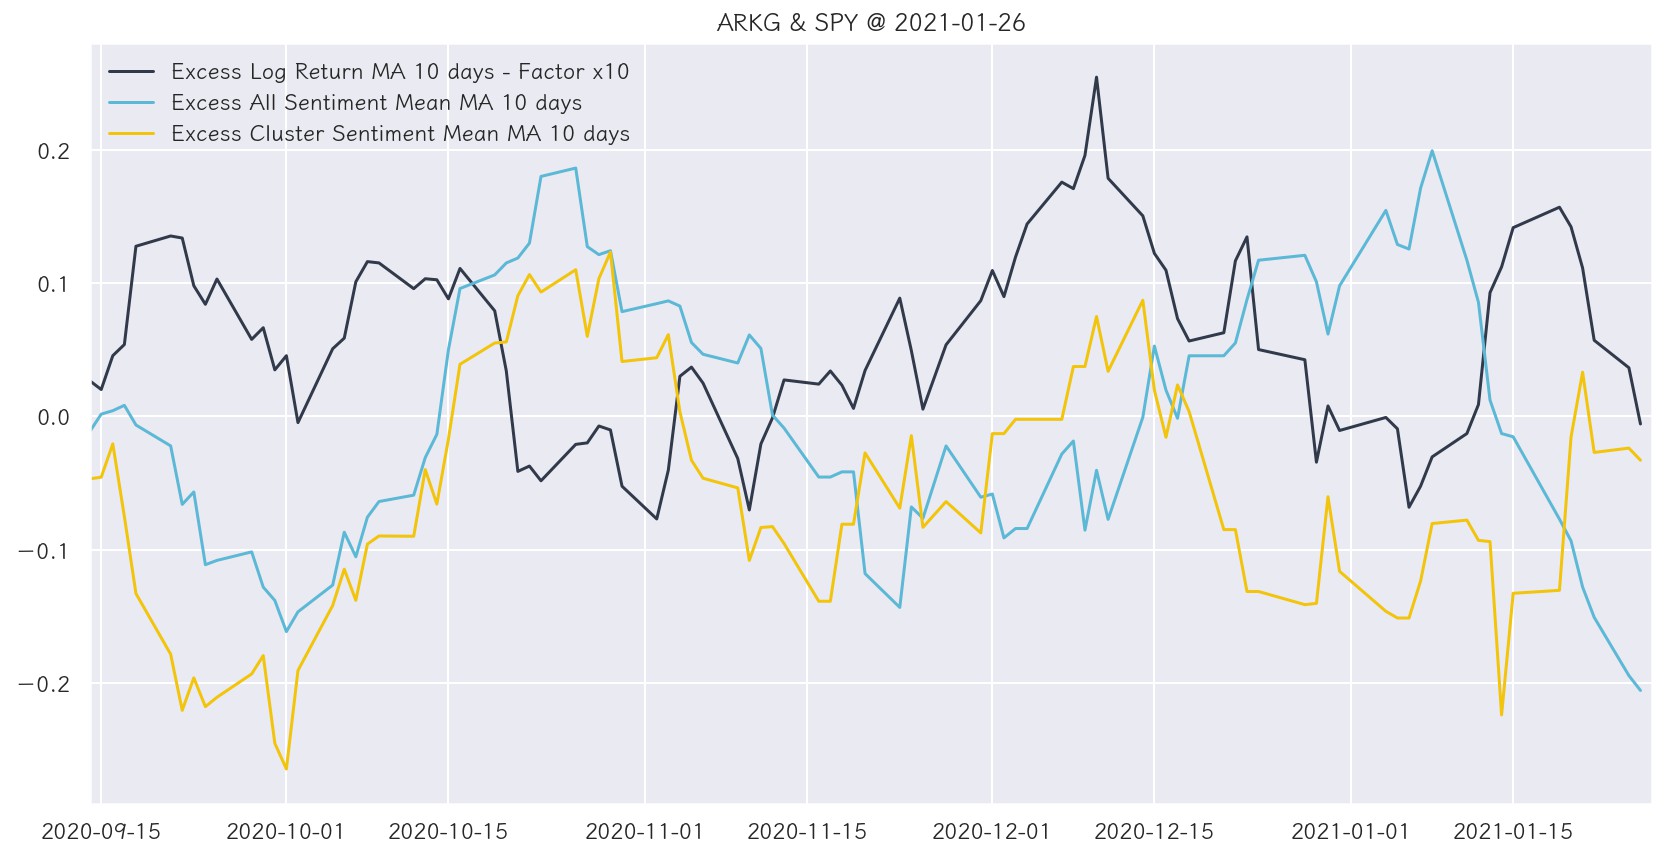 ARKG & SPY @ 2021-01-26
Excess Log Return MA 10 days - Factor x10
Excess All Sentiment Mean MA 10 days
Excess Cluster Sentiment Mean MA 10 days
0.2
0.1
0.0
−0.1
−0.2
2020-09-15 2020-10-01 2020-10-15 2020-11-01 2020-11-15 2020-12-01 2020-12-15 2021-01-01 2021-01-15